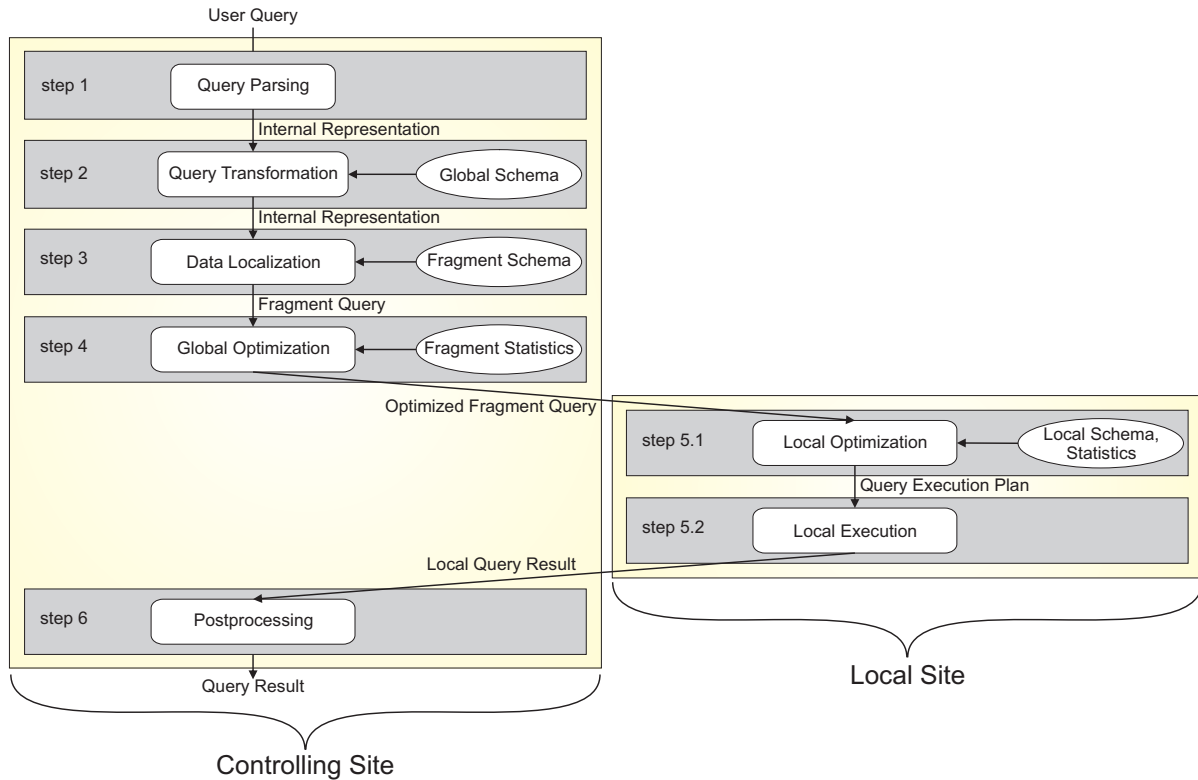 User Query
step 1
Query Parsing
Internal Representation
step 2
Query Transformation
Global Schema
Internal Representation
step 3
Data Localization
Fragment Schema
Fragment Query
step 4
Global Optimization
Fragment Statistics
Optimized Fragment Query
step 5.1
Local Optimization
Local Schema,
Statistics
Query Execution Plan
step 5.2
Local Execution
Local Query Result
step 6
Postprocessing
Query Result
Local Site
Controlling Site